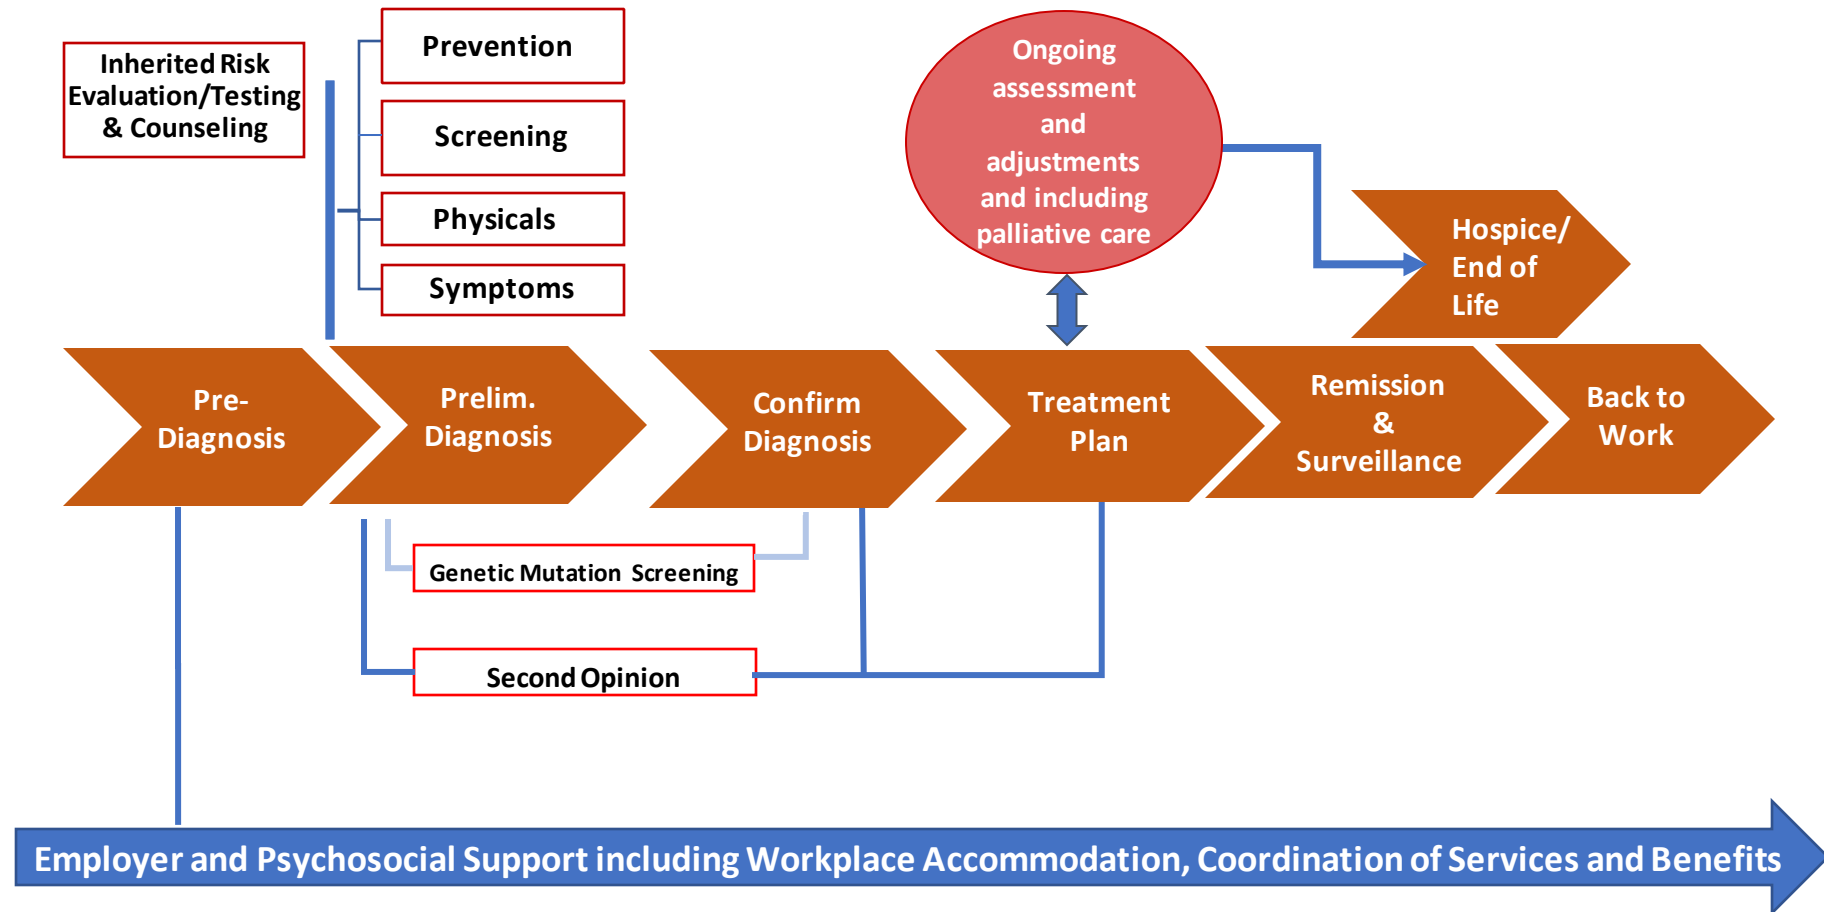 Inherited Risk
Evaluation/Testing
& Counseling
Prevention
Screening
Physicals
Symptoms
Ongoing
assessment
and
adjustments
and including
palliative care
Hospice/
End of
Life
Pre-
Diagnosis
Prelim.
Diagnosis
Confirm
Diagnosis
Treatment
Plan
Remission
&
Surveillance
Back to
Work
Genetic Mutation Screening
Second Opinion
Employer and Psychosocial Support including Workplace Accommodation, Coordination of Services and Benefits